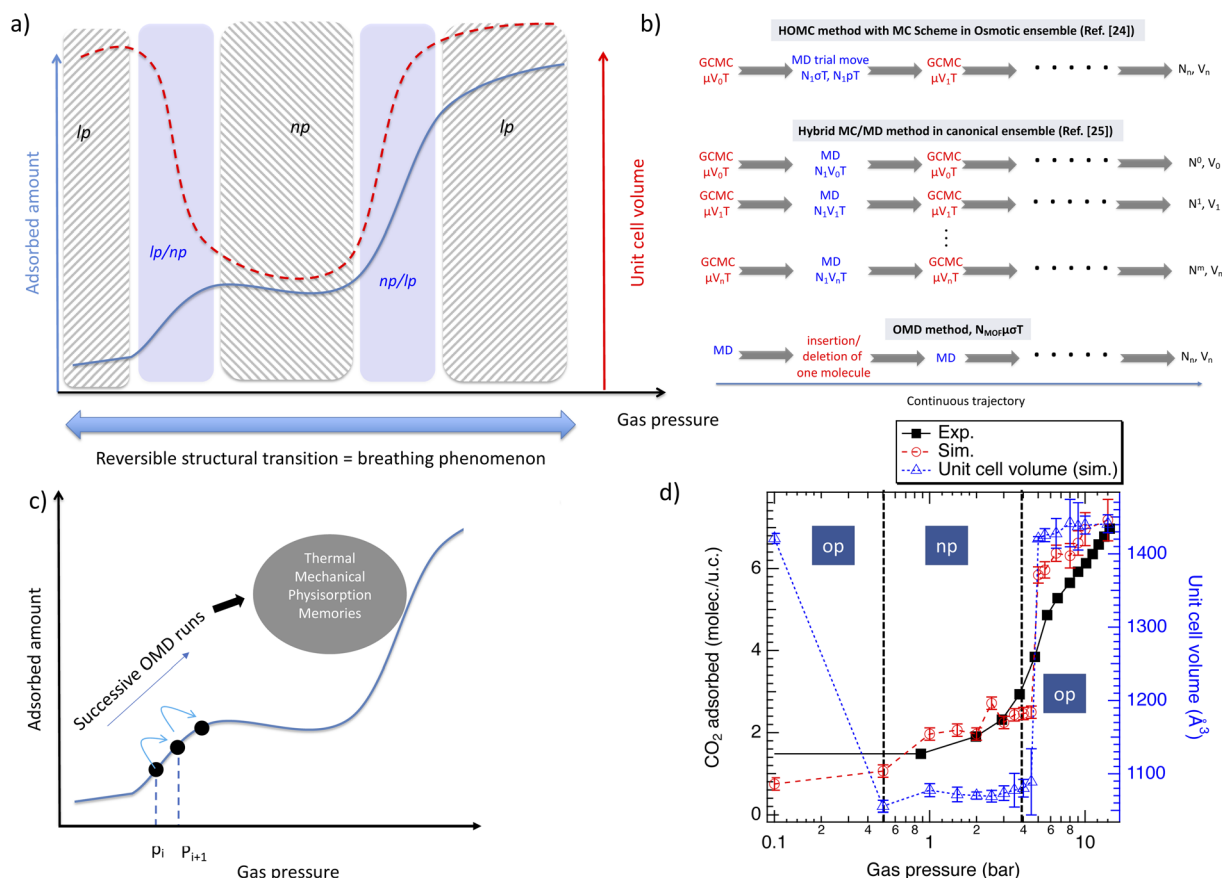 a)
Adsorbed amount
lp
lp/np
np
np/lp
lp
Unit cell volume
Gas pressure
Reversible structural transition = breathing phenomenon
b)
HOMC method with MC Scheme in Osmotic ensemble (Ref. [24])
GCMC
μV₀T
MD trial move
N₁σT, N₁pT
GCMC
μV₁T
Nₙ, Vₙ
Hybrid MC/MD method in canonical ensemble (Ref. [25])
GCMC
μV₀T
MD
N₁V₀T
GCMC
μV₀T
N⁰, V₀
GCMC
μV₁T
MD
N₁V₁T
GCMC
μV₁T
N¹, V₁
GCMC
μVₙT
MD
N₁VₙT
GCMC
μVₙT
Nᵐ, Vₙ
OMD method, N_MOFμσT
MD
insertion/
deletion of
one molecule
MD
Nₙ, Vₙ
Continuous trajectory
c)
Adsorbed amount
Successive OMD runs
Thermal
Mechanical
Physisorption
Memories
pᵢ
Pᵢ₊₁
Gas pressure
d)
Exp.
Sim.
Unit cell volume (sim.)
op
np
op
CO₂ adsorbed (molec./u.c.)
6
4
2
0
Unit cell volume (Å³)
1400
1300
1200
1100
0.1
2
4
6
8
1
2
4
6
8
10
Gas pressure (bar)